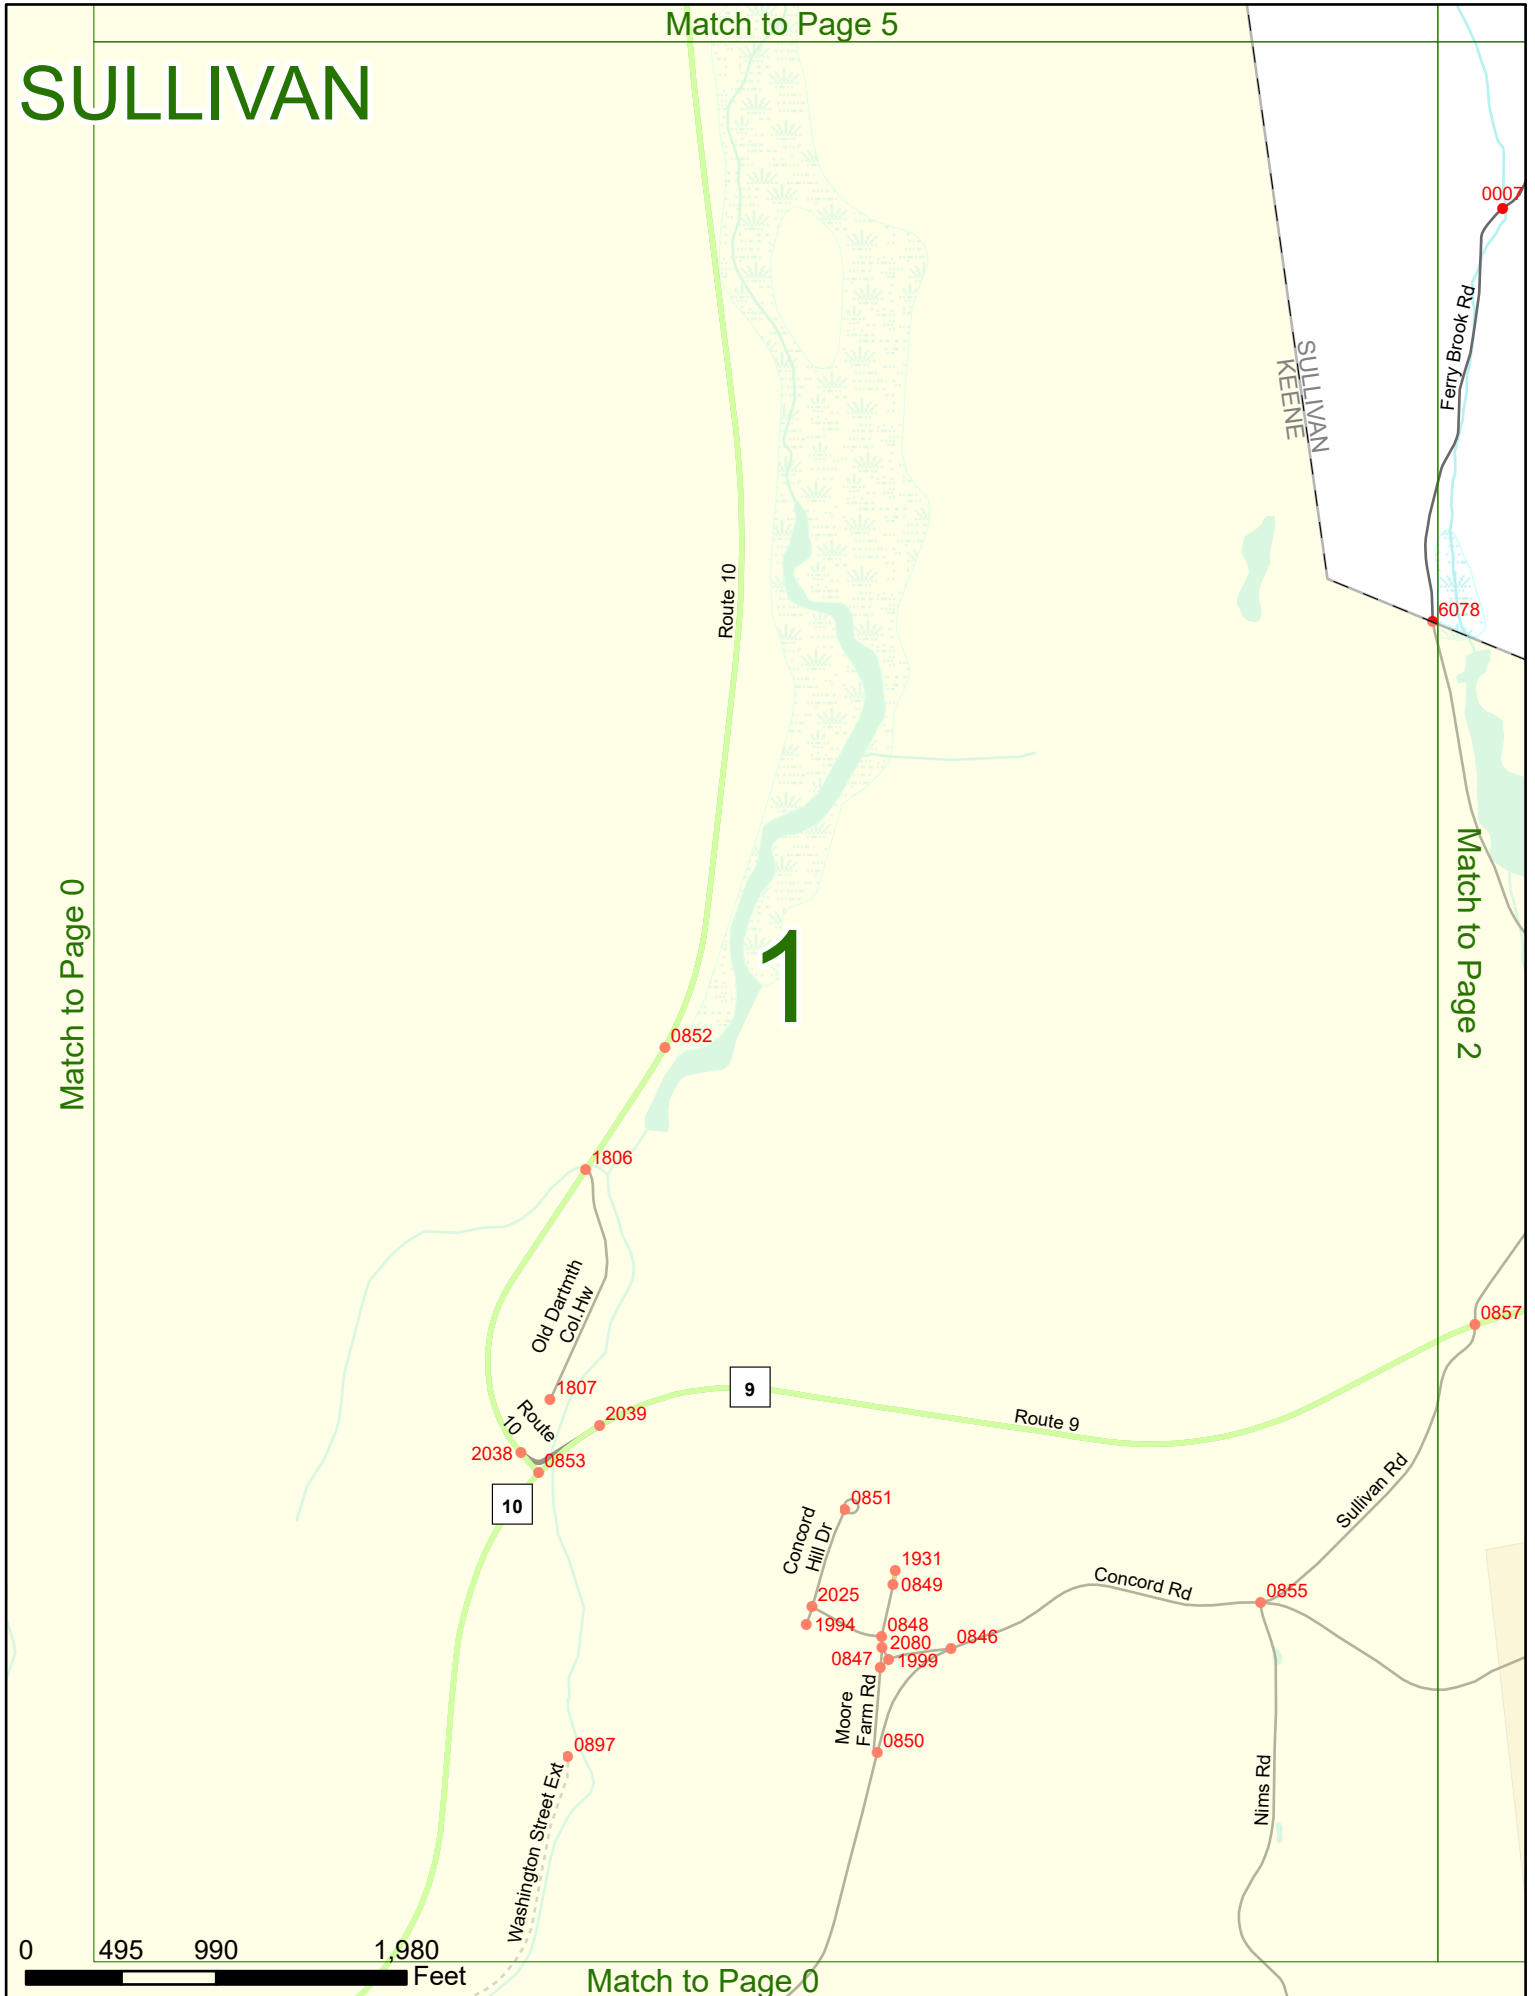 Match to Page 5
SULLIVAN
0007
Ferry Brook Rd
SULLIVAN
KEENE
Route 10
6078
Match to Page 0
1
Match to Page 2
0852
1806
Old Dartmth
Col.Hw
0857
1807
9
Route
10
2039
Route 9
2038
0853
10
0851
Sullivan Rd
Concord
Hill Dr
1931
0849
Concord Rd
0855
2025
1994
0848
2080
0846
0847
1999
Moore
Farm Rd
0850
0897
Washington Street Ext
Nims Rd
0 495 990 1,980
Feet
Match to Page 0